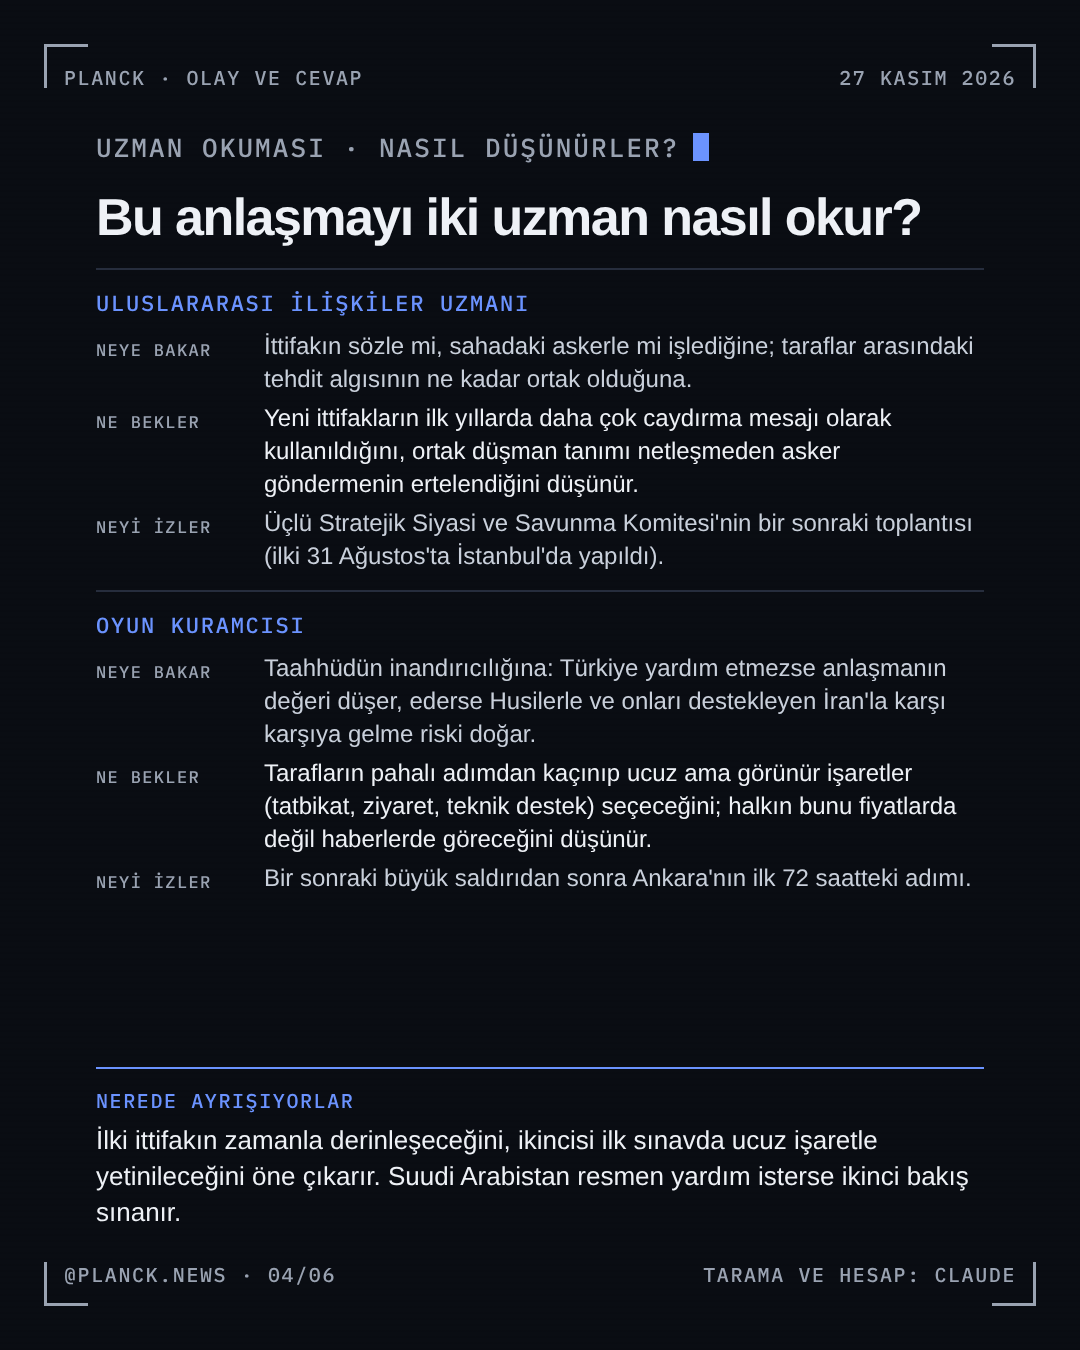 PLANCK · OLAY VE CEVAP
27 KASIM 2026
UZMAN OKUMASI · NASIL DÜŞÜNÜRLER?
Bu anlaşmayı iki uzman nasıl okur?
ULUSLARARASI İLİŞKİLER UZMANI
NEYE BAKAR
İttifakın sözle mi, sahadaki askerle mi işlediğine; taraflar arasındaki
tehdit algısının ne kadar ortak olduğuna.
NE BEKLER
Yeni ittifakların ilk yıllarda daha çok caydırma mesajı olarak
kullanıldığını, ortak düşman tanımı netleşmeden asker
göndermenin ertelendiğini düşünür.
NEYİ İZLER
Üçlü Stratejik Siyasi ve Savunma Komitesi'nin bir sonraki toplantısı
(ilki 31 Ağustos'ta İstanbul'da yapıldı).
OYUN KURAMCISI
NEYE BAKAR
Taahhüdün inandırıcılığına: Türkiye yardım etmezse anlaşmanın
değeri düşer, ederse Husilerle ve onları destekleyen İran'la karşı
karşıya gelme riski doğar.
NE BEKLER
Tarafların pahalı adımdan kaçınıp ucuz ama görünür işaretler
(tatbikat, ziyaret, teknik destek) seçeceğini; halkın bunu fiyatlarda
değil haberlerde göreceğini düşünür.
NEYİ İZLER
Bir sonraki büyük saldırıdan sonra Ankara'nın ilk 72 saatteki adımı.
NEREDE AYRIŞIYORLAR
İlki ittifakın zamanla derinleşeceğini, ikincisi ilk sınavda ucuz işaretle
yetinileceğini öne çıkarır. Suudi Arabistan resmen yardım isterse ikinci bakış
sınanır.
@PLANCK.NEWS · 04/06
TARAMA VE HESAP: CLAUDE